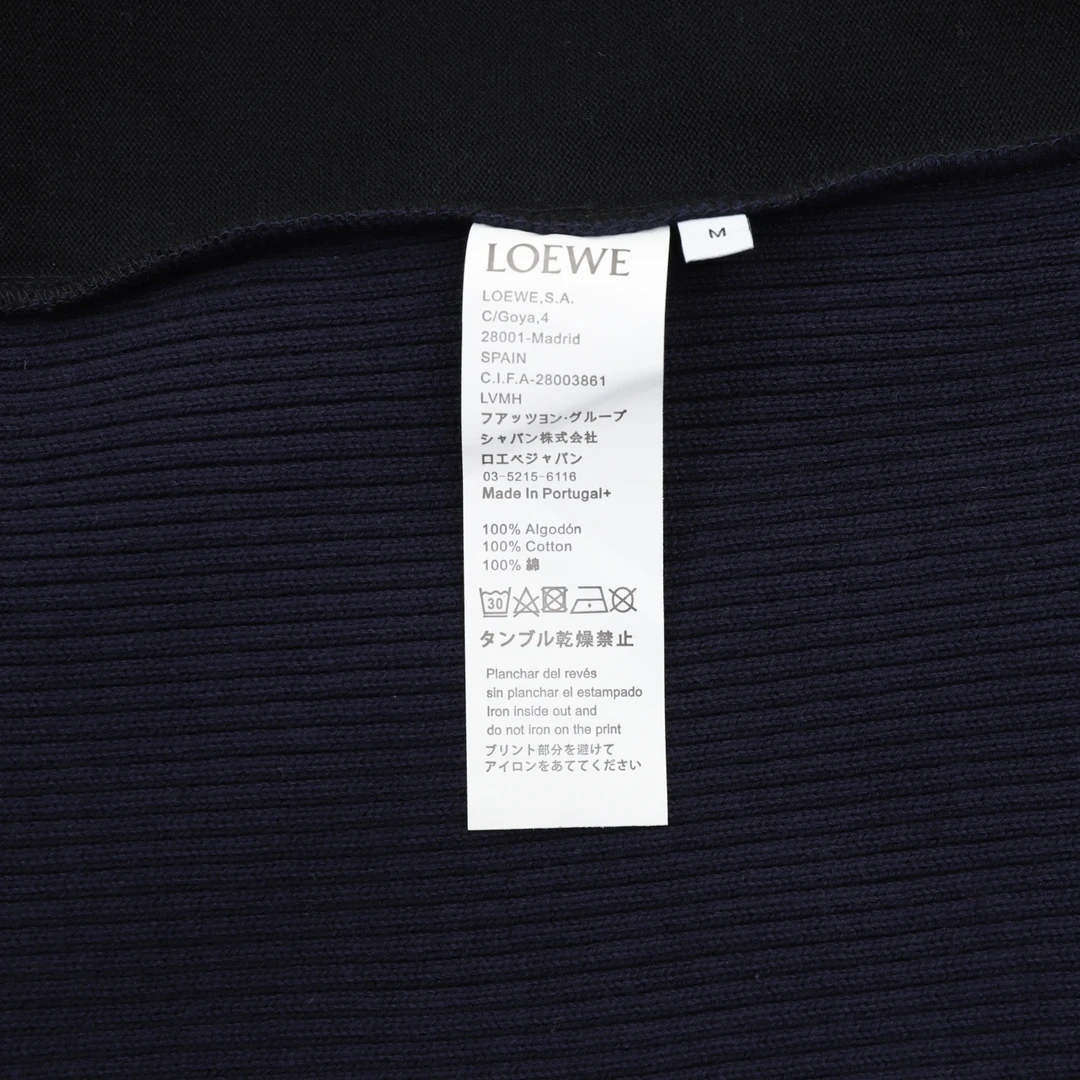 LOEWE
M
LOEWE,S.A.
C/Goya,4
28001-Madrid
SPAIN
C.I.F.A-28003861
LVMH
フアッツヨン·グループ
シャパン株式会社
ロエベジャパン
03-5215-6116
Made In Portugal+
100% Algodón
100% Cotton
100% 綿
30
タンブル乾燥禁止
Planchar del revés
sin planchar el estampado
Iron inside out and
do not iron on the print
プリント部分を避けて
アイロンをあててください